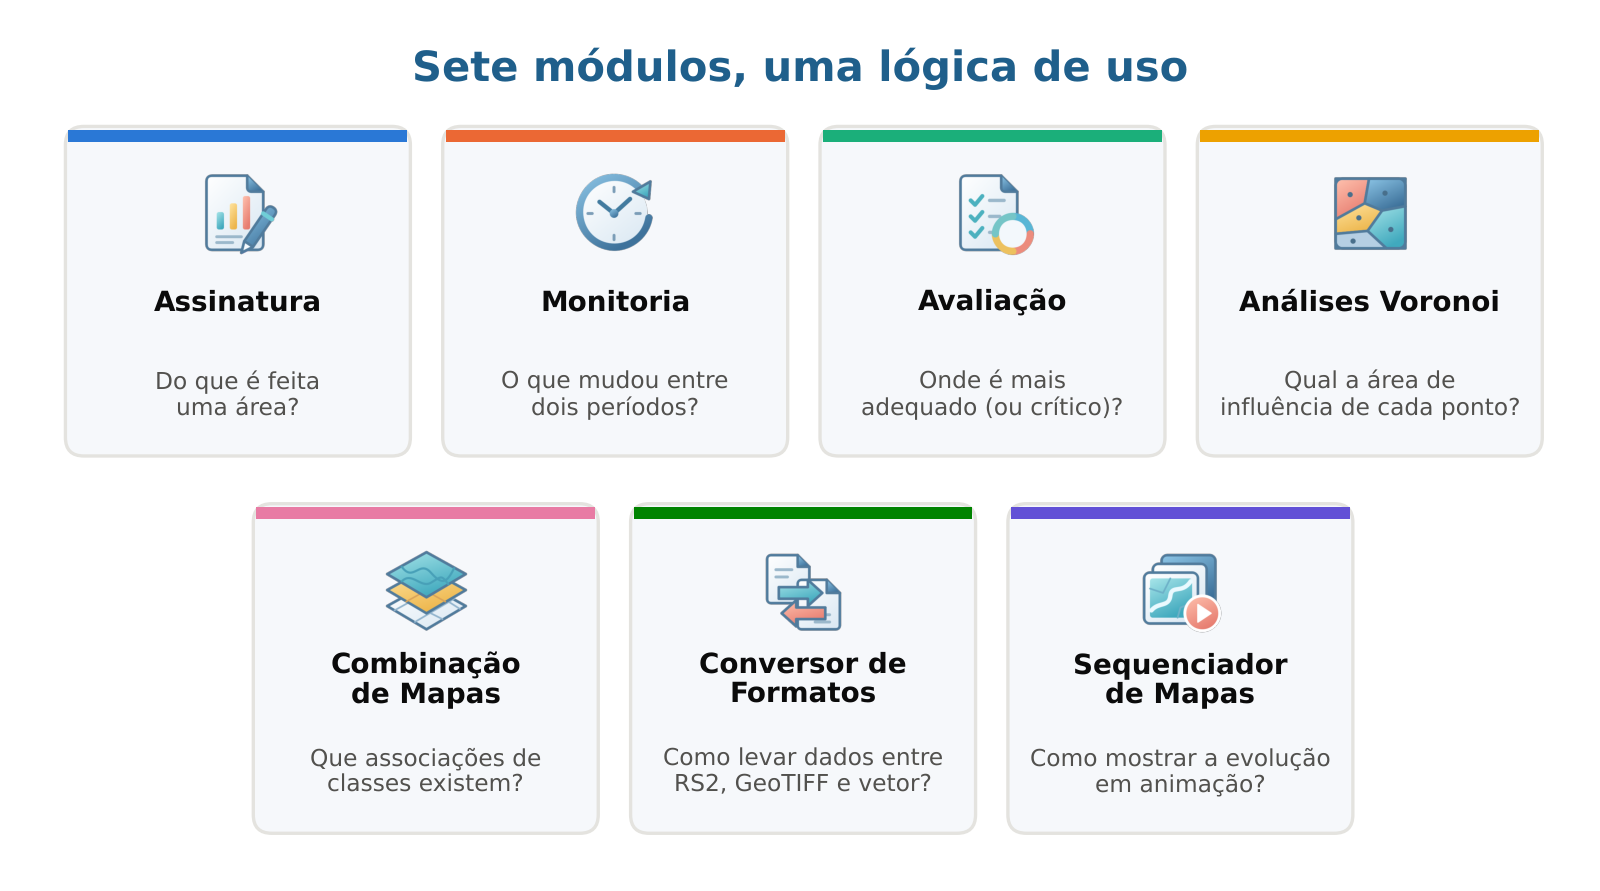 Sete módulos, uma lógica de uso
Assinatura
Do que é feita
uma área?
Monitoria
O que mudou entre
dois períodos?
Avaliação
Onde é mais
adequado (ou crítico)?
Análises Voronoi
Qual a área de
influência de cada ponto?
Combinação
de Mapas
Que associações de
classes existem?
Conversor de
Formatos
Como levar dados entre
RS2, GeoTIFF e vetor?
Sequenciador
de Mapas
Como mostrar a evolução
em animação?